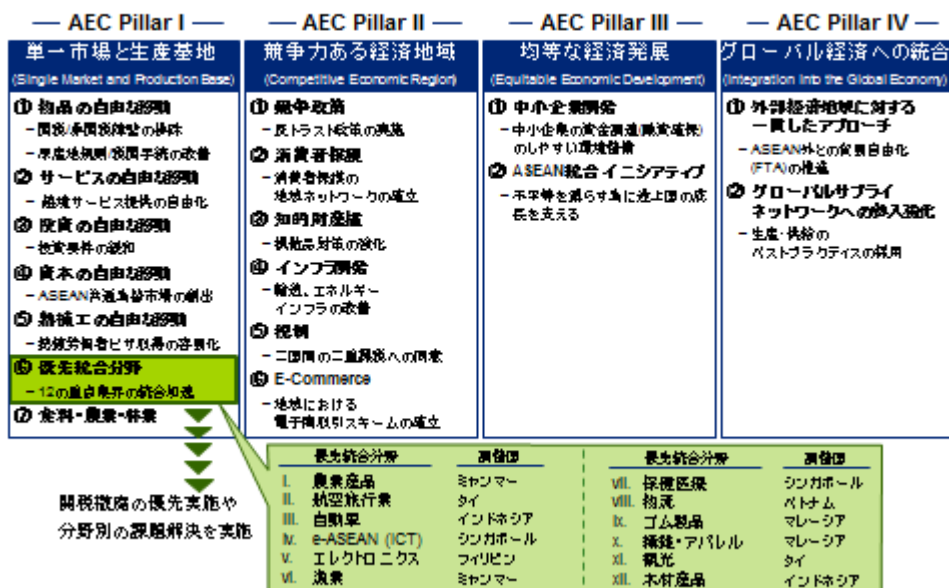 AEC Pillar I
単一市場と生産基地
(Single Market and Production Base)
① 物品の自由な移動
－関税/非関税障壁の排除
－原産地規則/税関手続の改善
② サービスの自由な移動
－越境サービス提供の自由化
③ 投資の自由な移動
－投資要件の緩和
④ 資本の自由な移動
－ASEAN共通為替市場の創出
⑤ 熟練工の自由な移動
－熟練労働者ビザ取得の容易化
⑥ 優先統合分野
－12の重点業界の統合加速
⑦ 食料・農業・林業
関税撤廃の優先実施や
分野別の課題解決を実施
AEC Pillar II
競争力ある経済地域
(Competitive Economic Region)
① 競争政策
－反トラスト政策の実施
② 消費者保護
－消費者保護の
地域ネットワークの確立
③ 知的財産権
－模倣品対策の強化
④ インフラ開発
－輸送、エネルギー
インフラの改善
⑤ 税制
－二国間の二重課税への同意
⑥ E-Commerce
－地域における
電子商取引スキームの確立
AEC Pillar III
均等な経済発展
(Equitable Economic Development)
① 中小企業開発
－中小企業の資金調達(融資確保)
のしやすい環境整備
② ASEAN統合イニシアティブ
－不平等を減らす為に途上国の成
長を支える
AEC Pillar IV
グローバル経済への統合
(Integration into the Global Economy)
① 外部経済地域に対する
一貫したアプローチ
－ASEAN外との貿易自由化
(FTA)の推進
② グローバルサプライ
ネットワークへの参入強化
－生産・供給の
ベストプラクティスの採用
優先統合分野 調整国
i. 農業産品 ミャンマー
ii. 航空旅行業 タイ
iii. 自動車 インドネシア
iv. e-ASEAN (ICT) シンガポール
v. エレクトロニクス フィリピン
vi. 漁業 ミャンマー
優先統合分野 調整国
vii. 保健医療 シンガポール
viii. 物流 ベトナム
ix. ゴム製品 マレーシア
x. 繊維・アパレル マレーシア
xi. 観光 タイ
xii. 木材産品 インドネシア